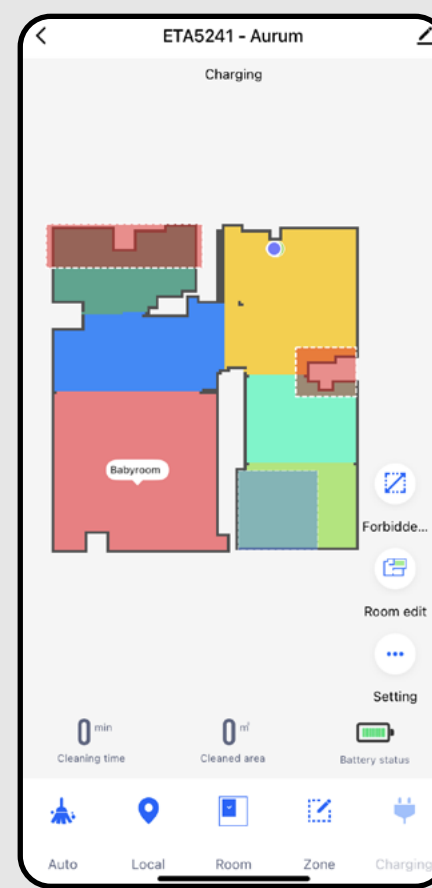 ETA5241 - Aurum
Charging
Babyroom
Forbidde...
Room edit
Setting
0 min
0 ㎡
Cleaning time
Cleaned area
Battery status
Auto
Local
Room
Zone
Charging